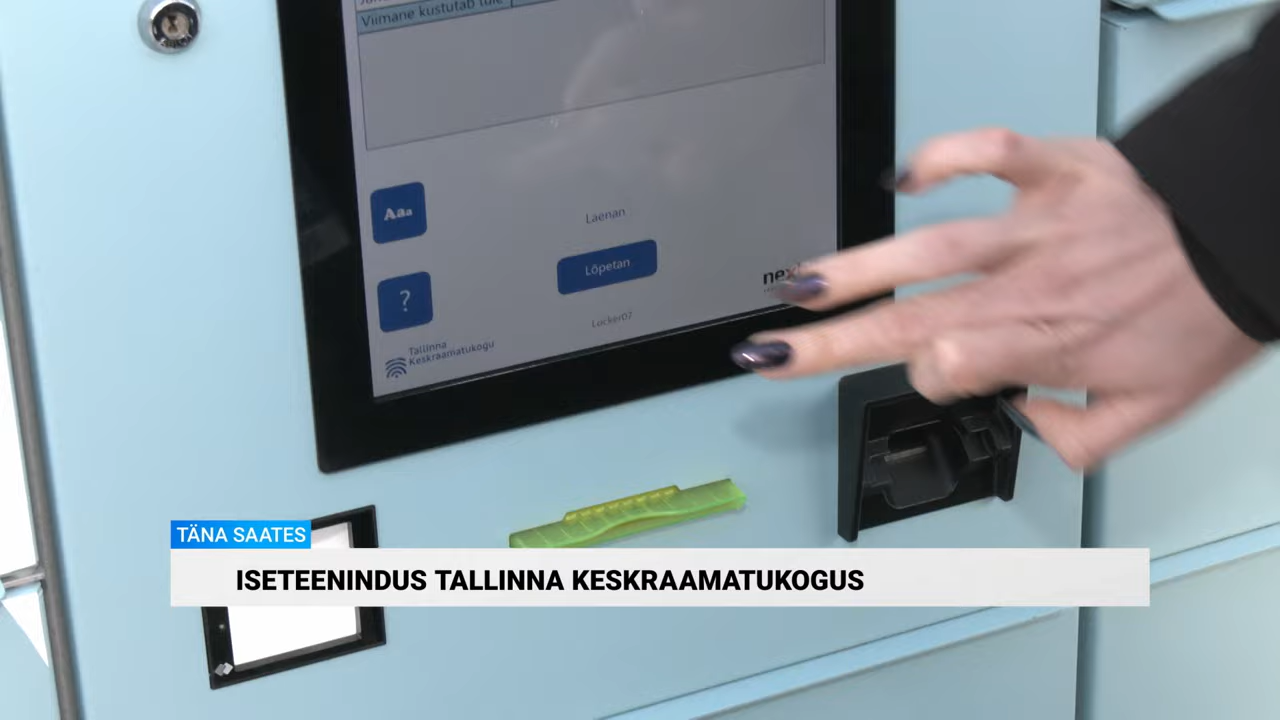 Viimane kustutab tule
Aaa
Laenan
?
Lõpetan
Locker02
Tallinna
Keskraamatukogu
TÄNA SAATES
ISETEENINDUS TALLINNA KESKRAAMATUKOGUS